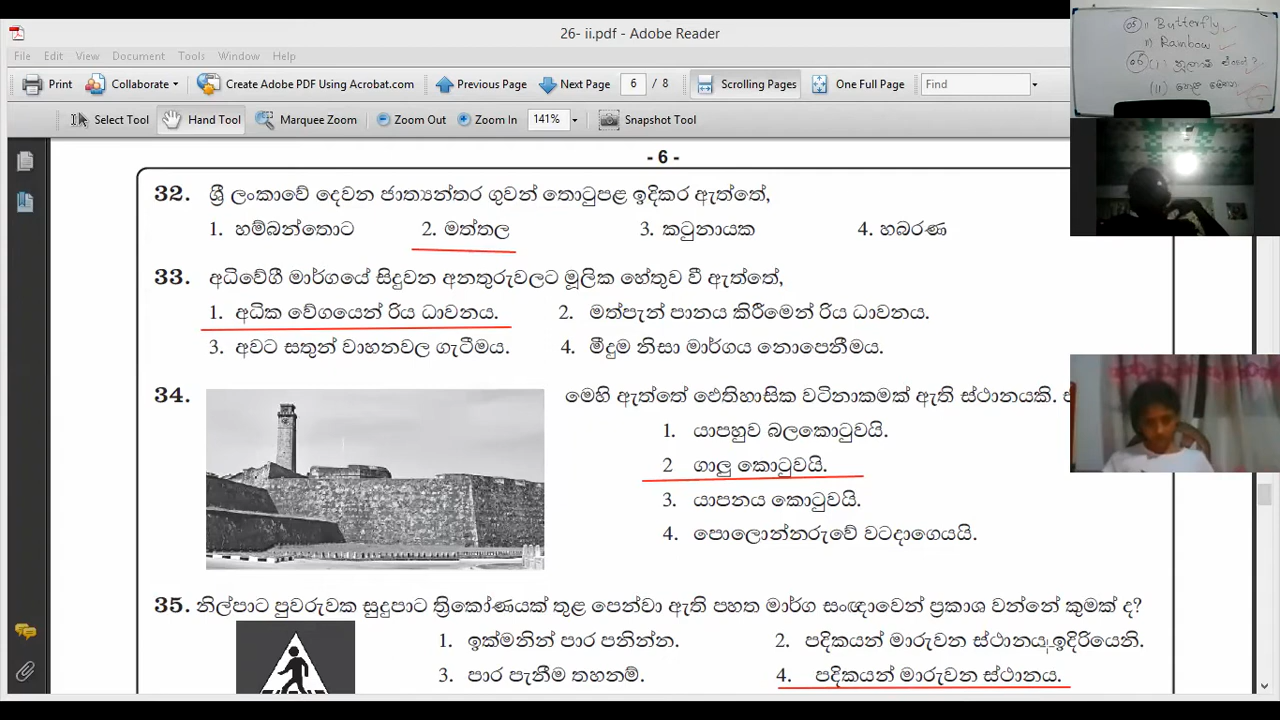 26- ii.pdf - Adobe Reader
File Edit View Document Tools Window Help
Print Collaborate Create Adobe PDF Using Acrobat.com Previous Page Next Page 6 / 8 Scrolling Pages One Full Page Find
Select Tool Hand Tool Marquee Zoom Zoom Out Zoom In 141% Snapshot Tool
- 6 -
32. ශ්‍රී ලංකාවේ දෙවන ජාත්‍යන්තර ගුවන් තොටුපළ ඉදිකර ඇත්තේ,
1. හම්බන්තොට 2. මත්තල 3. කටුනායක 4. හබරණ
33. අධිවේගී මාර්ගයේ සිදුවන අනතුරුවලට මූලික හේතුව වී ඇත්තේ,
1. අධික වේගයෙන් රිය ධාවනය. 2. මත්පැන් පානය කිරීමෙන් රිය ධාවනය.
3. අවට සතුන් වාහනවල ගැටීමය. 4. මීදුම නිසා මාර්ගය නොපෙනීමය.
34. මෙහි ඇත්තේ ඓතිහාසික වටිනාකමක් ඇති ස්ථානයකි.
1. යාපහුව බලකොටුවයි.
2 ගාලු කොටුවයි.
3. යාපනය කොටුවයි.
4. පොලොන්නරුවේ වටදාගෙයයි.
35. නිල්පාට පුවරුවක සුදුපාට ත්‍රිකෝණයක් තුළ පෙන්වා ඇති පහත මාර්ග සංඥාවෙන් ප්‍රකාශ වන්නේ කුමක් ද?
1. ඉක්මනින් පාර පනින්න. 2. පදිකයන් මාරුවන ස්ථානය ඉදිරියෙනි.
3. පාර පැනීම තහනම්. 4. පදිකයන් මාරුවන ස්ථානය.
05 i) Butterfly
ii) Rainbow
06 (i)
(ii)